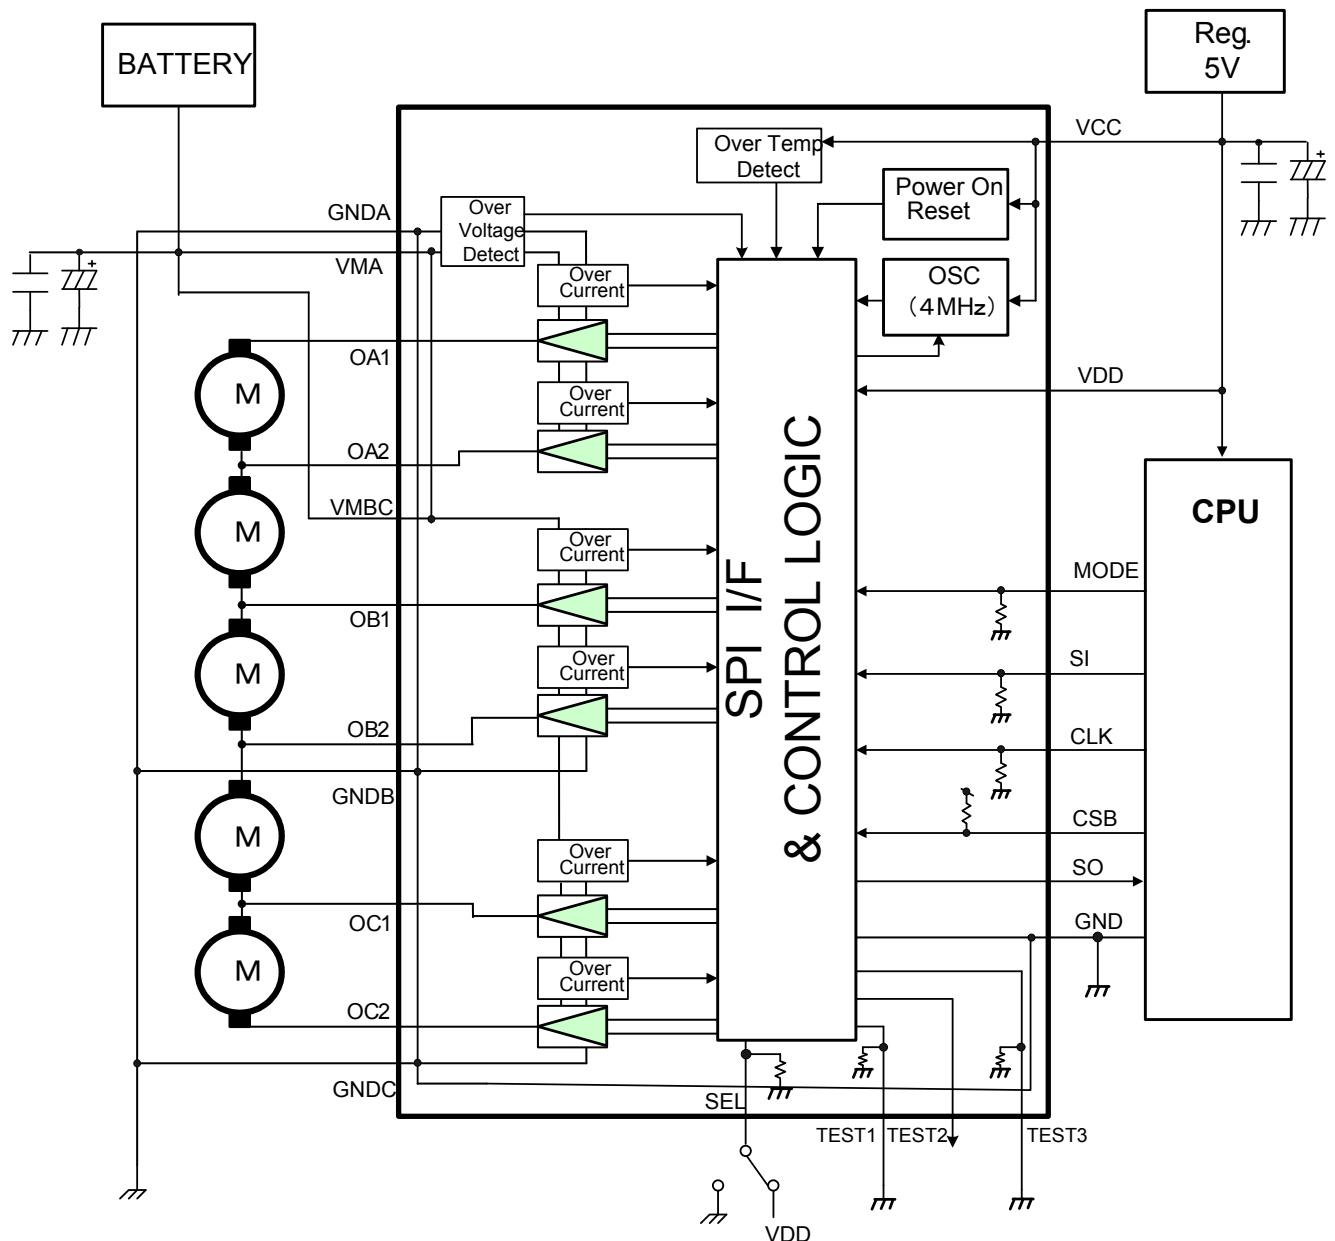 BATTERY
Reg.
5V
VCC
Over Temp
Detect
Power On
Reset
GNDA
Over
Voltage
Detect
VMA
Over
Current
OSC
（4MHz）
OA1
M
VDD
Over
Current
OA2
CPU
VMBC
M
Over
Current
MODE
OB1
SPI I/F
& CONTROL LOGIC
Over
Current
SI
M
OB2
CLK
GNDB
CSB
M
Over
Current
SO
OC1
GND
M
Over
Current
OC2
GNDC
SEL
TEST1
TEST2
TEST3
VDD
+
+